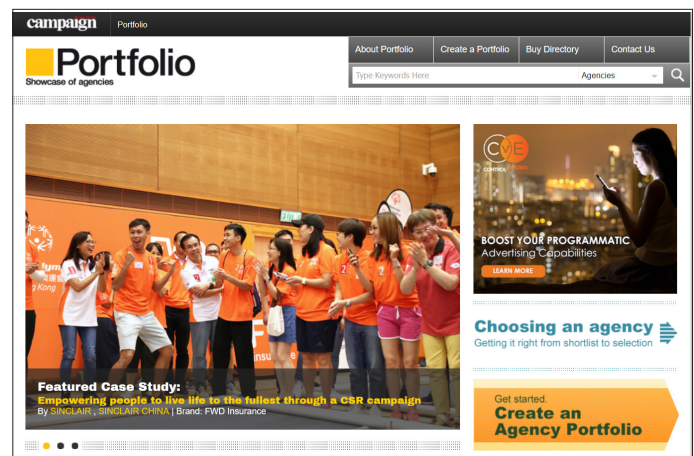 campaign Portfolio
About Portfolio Create a Portfolio Buy Directory Contact Us
Portfolio
Showcase of agencies
Type Keywords Here Agencies
CVE
CONTROL
BOOST YOUR PROGRAMMATIC
Advertising Capabilities
LEARN MORE
Kong
Choosing an agency
Getting it right from shortlist to selection
Featured Case Study:
Empowering people to live life to the fullest through a CSR campaign
By SINCLAIR , SINCLAIR CHINA | Brand: FWD Insurance
Get started.
Create an
Agency Portfolio